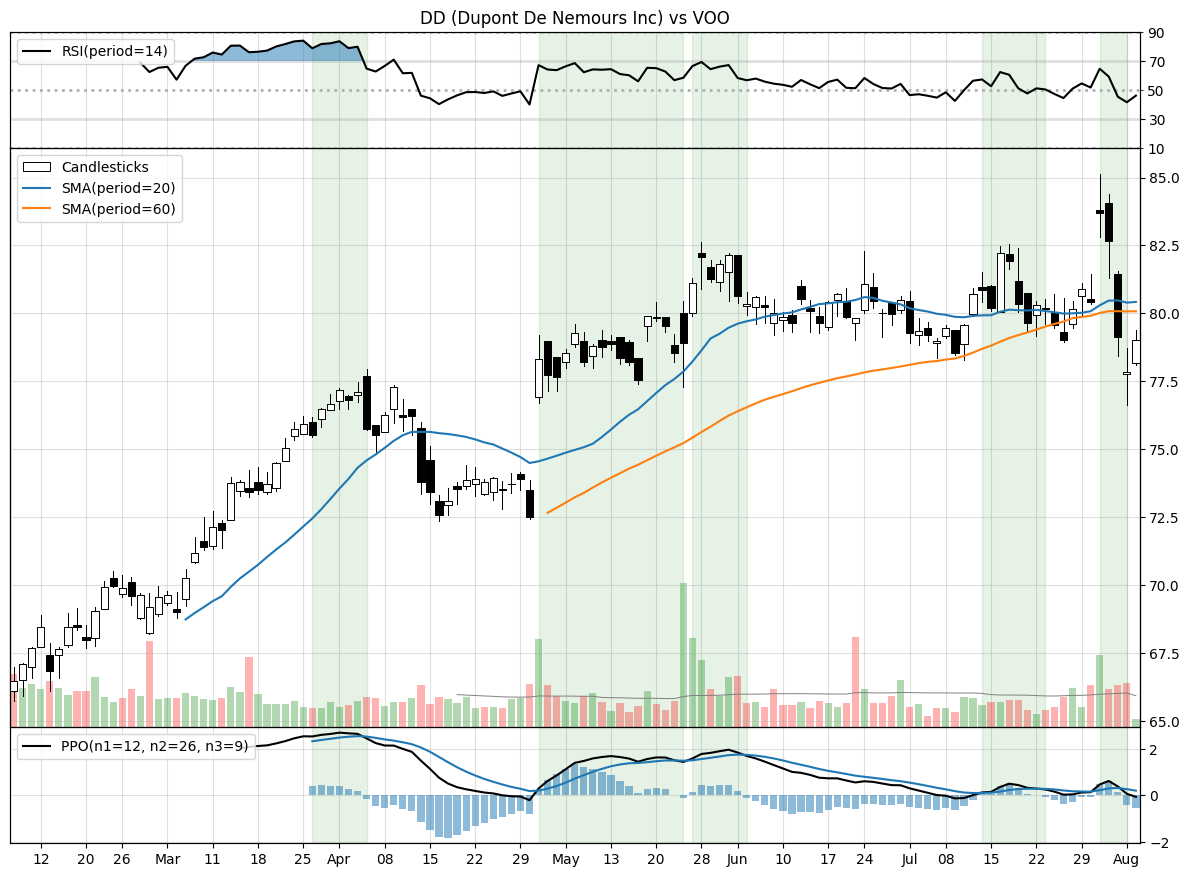 DD (Dupont De Nemours Inc) vs VOO
RSI(period=14)
90
70
50
30
10
Candlesticks
SMA(period=20)
SMA(period=60)
85.0
82.5
80.0
77.5
75.0
72.5
70.0
67.5
65.0
PPO(n1=12, n2=26, n3=9)
2
0
−2
12 20 26 Mar 11 18 25 Apr 08 15 22 29 May 13 20 28 Jun 10 17 24 Jul 08 15 22 29 Aug